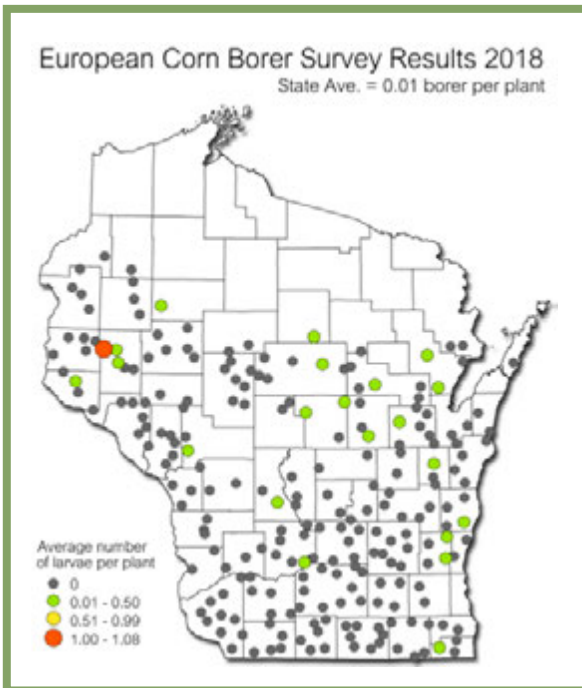 European Corn Borer Survey Results 2018
State Ave. = 0.01 borer per plant
Average number
of larvae per plant
0
0.01 - 0.50
0.51 - 0.99
1.00 - 1.08